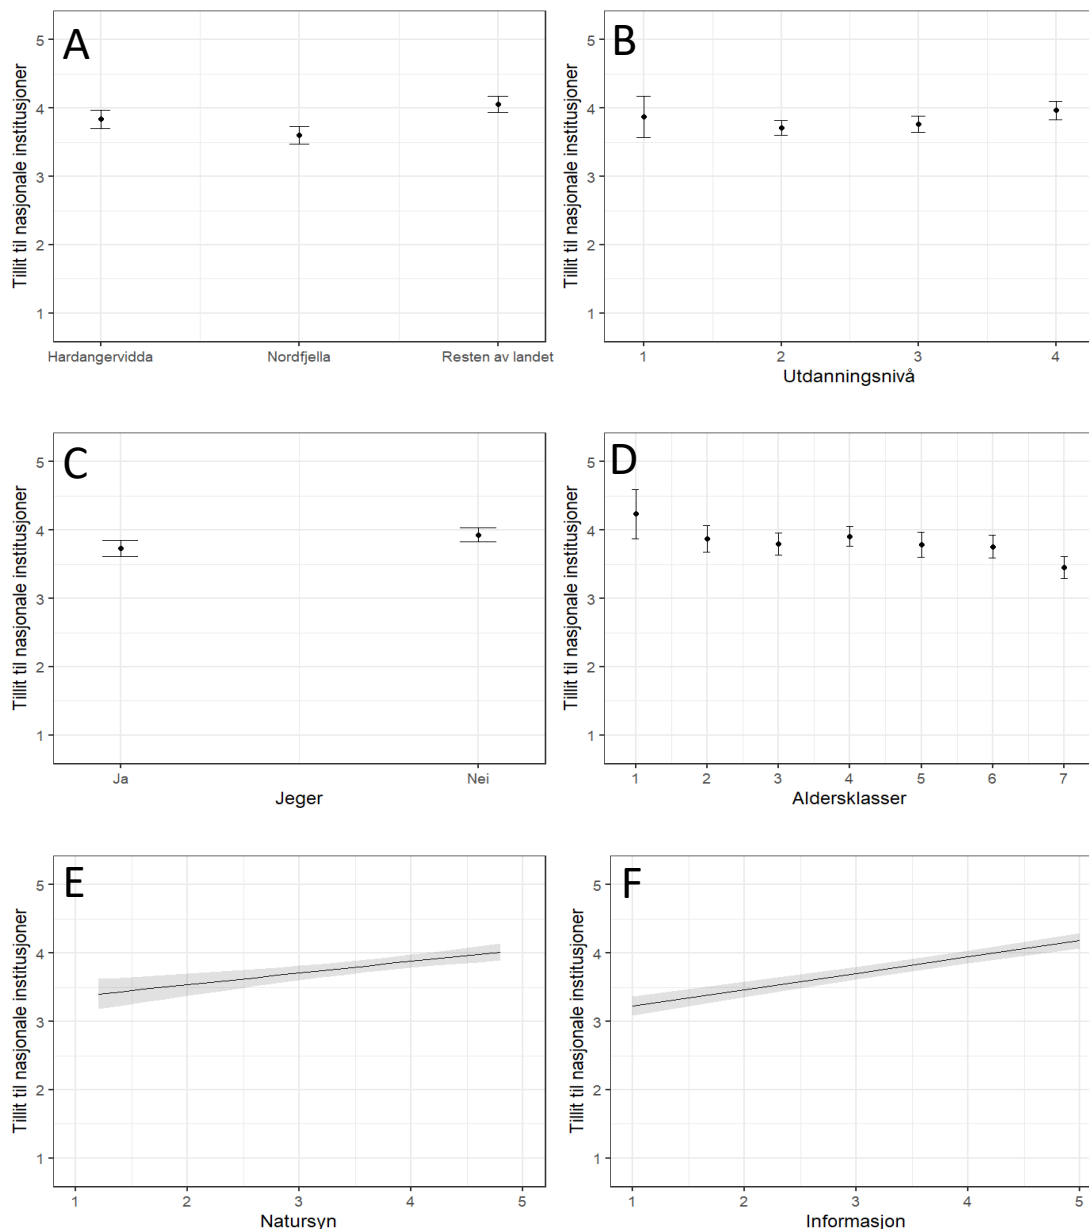 A
Tillit til nasjonale institusjoner
5
4
3
2
1
Hardangervidda Nordfjella Resten av landet
B
Tillit til nasjonale institusjoner
5
4
3
2
1
1 2 3 4
Utdanningsnivå
C
Tillit til nasjonale institusjoner
5
4
3
2
1
Ja Nei
Jeger
D
Tillit til nasjonale institusjoner
5
4
3
2
1
1 2 3 4 5 6 7
Aldersklasser
E
Tillit til nasjonale institusjoner
5
4
3
2
1
1 2 3 4 5
Natursyn
F
Tillit til nasjonale institusjoner
5
4
3
2
1
1 2 3 4 5
Informasjon